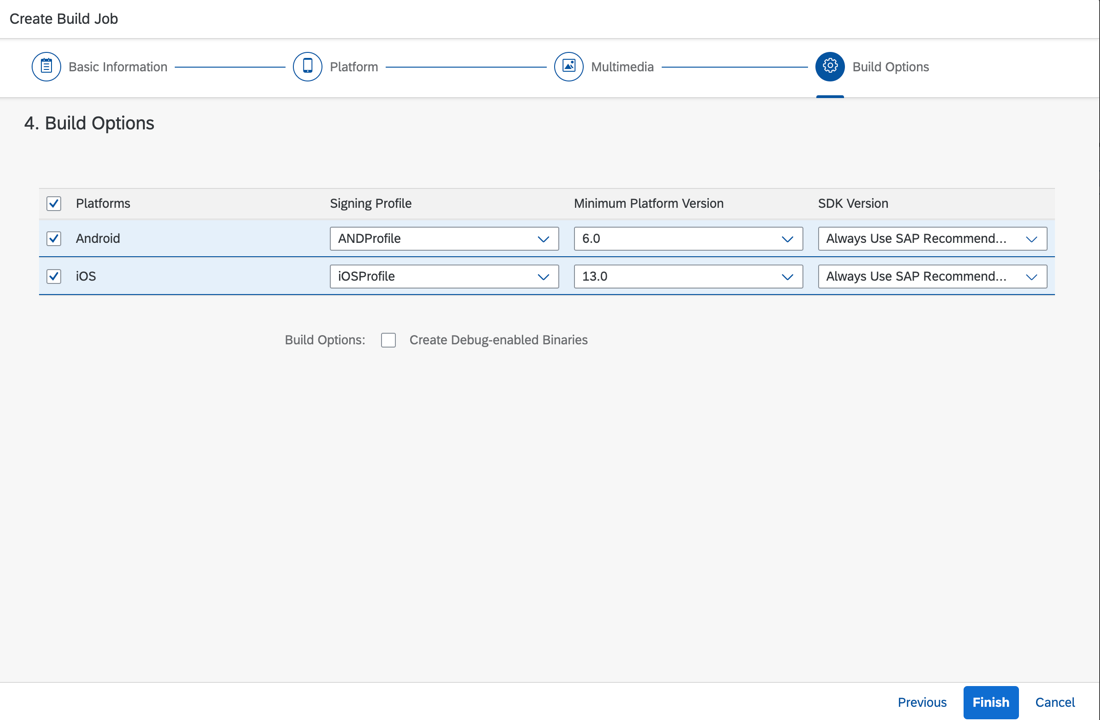 Create Build Job
Basic Information Platform Multimedia Build Options
4. Build Options
Platforms Signing Profile Minimum Platform Version SDK Version
Android ANDProfile 6.0 Always Use SAP Recommend...
iOS iOSProfile 13.0 Always Use SAP Recommend...
Build Options: Create Debug-enabled Binaries
Previous Finish Cancel